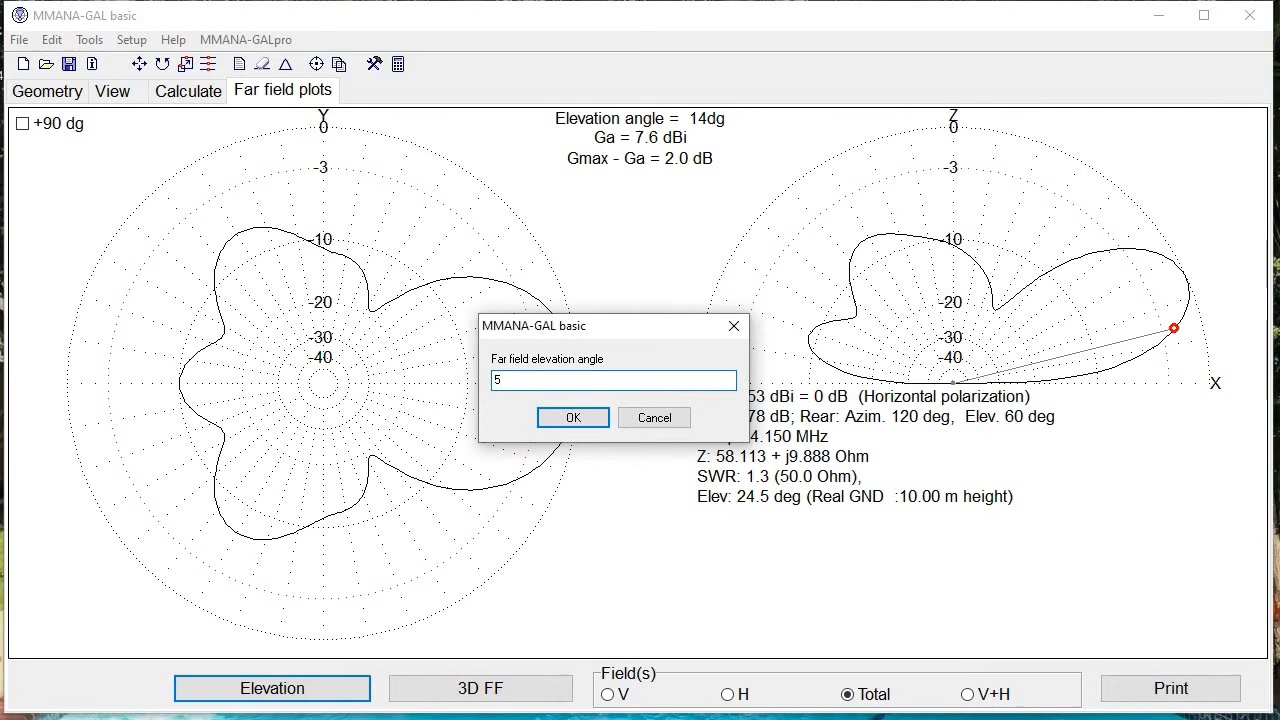 MMANA-GAL basic
File Edit Tools Setup Help MMANA-GALpro
Geometry View Calculate Far field plots
+90 dg
Y
0
-3
-10
-20
-30
-40
Elevation angle = 14dg
Ga = 7.6 dBi
Gmax - Ga = 2.0 dB
Z
0
-3
-10
-20
-30
-40
X
MMANA-GAL basic
Far field elevation angle
5
OK Cancel
53 dBi = 0 dB (Horizontal polarization)
78 dB; Rear: Azim. 120 deg, Elev. 60 deg
4.150 MHz
Z: 58.113 + j9.888 Ohm
SWR: 1.3 (50.0 Ohm),
Elev: 24.5 deg (Real GND :10.00 m height)
Elevation
3D FF
Field(s)
V H Total V+H
Print